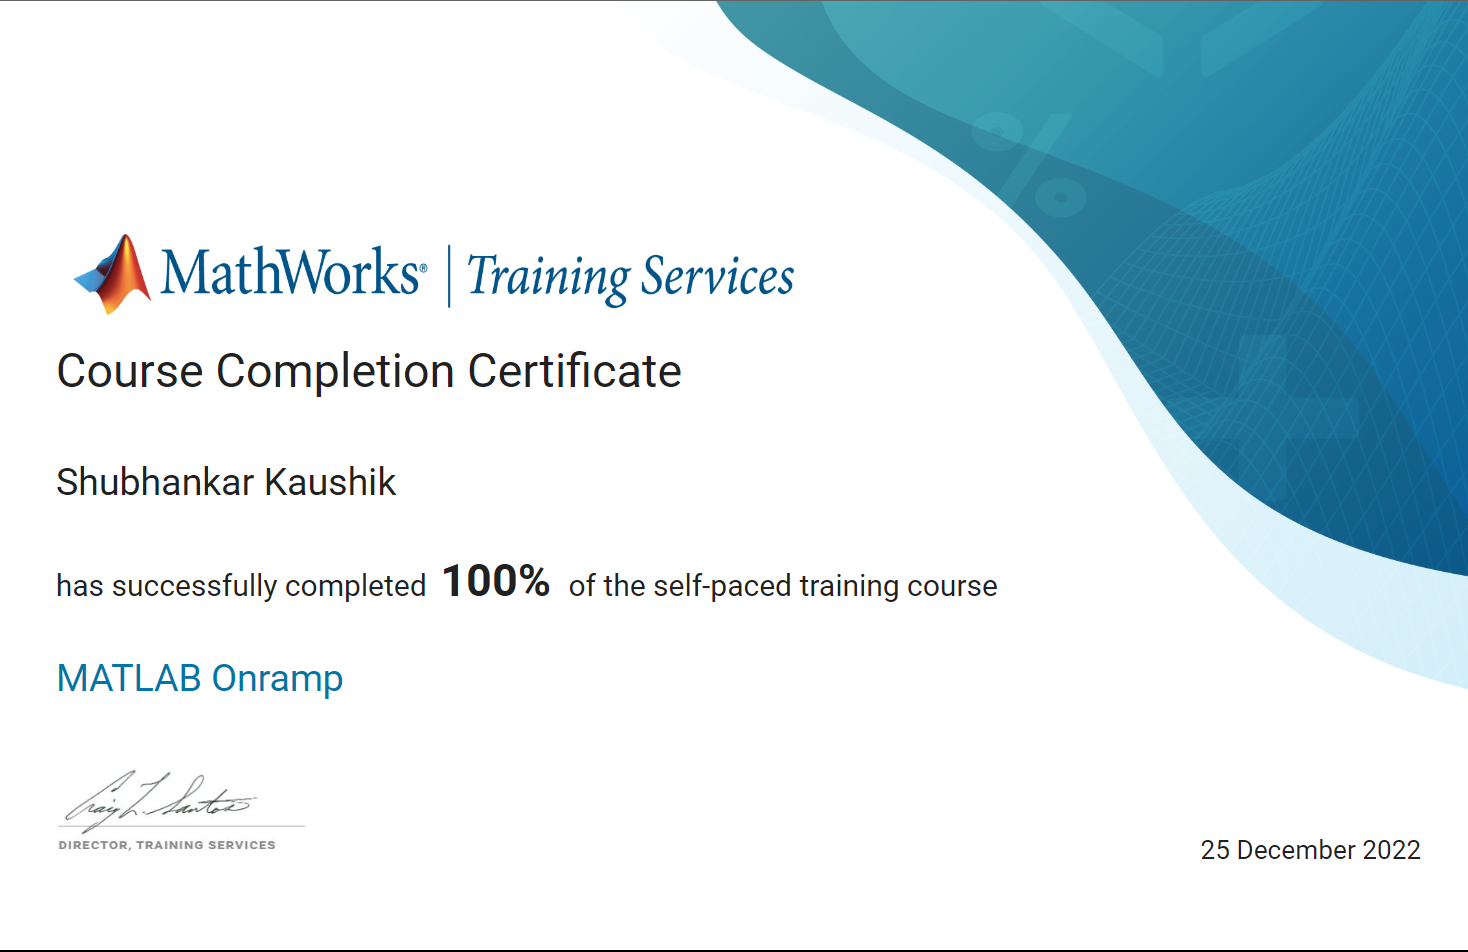 MathWorks® | Training Services
Course Completion Certificate
Shubhankar Kaushik
has successfully completed 100% of the self-paced training course
MATLAB Onramp
Craig L. Santos
DIRECTOR, TRAINING SERVICES
25 December 2022